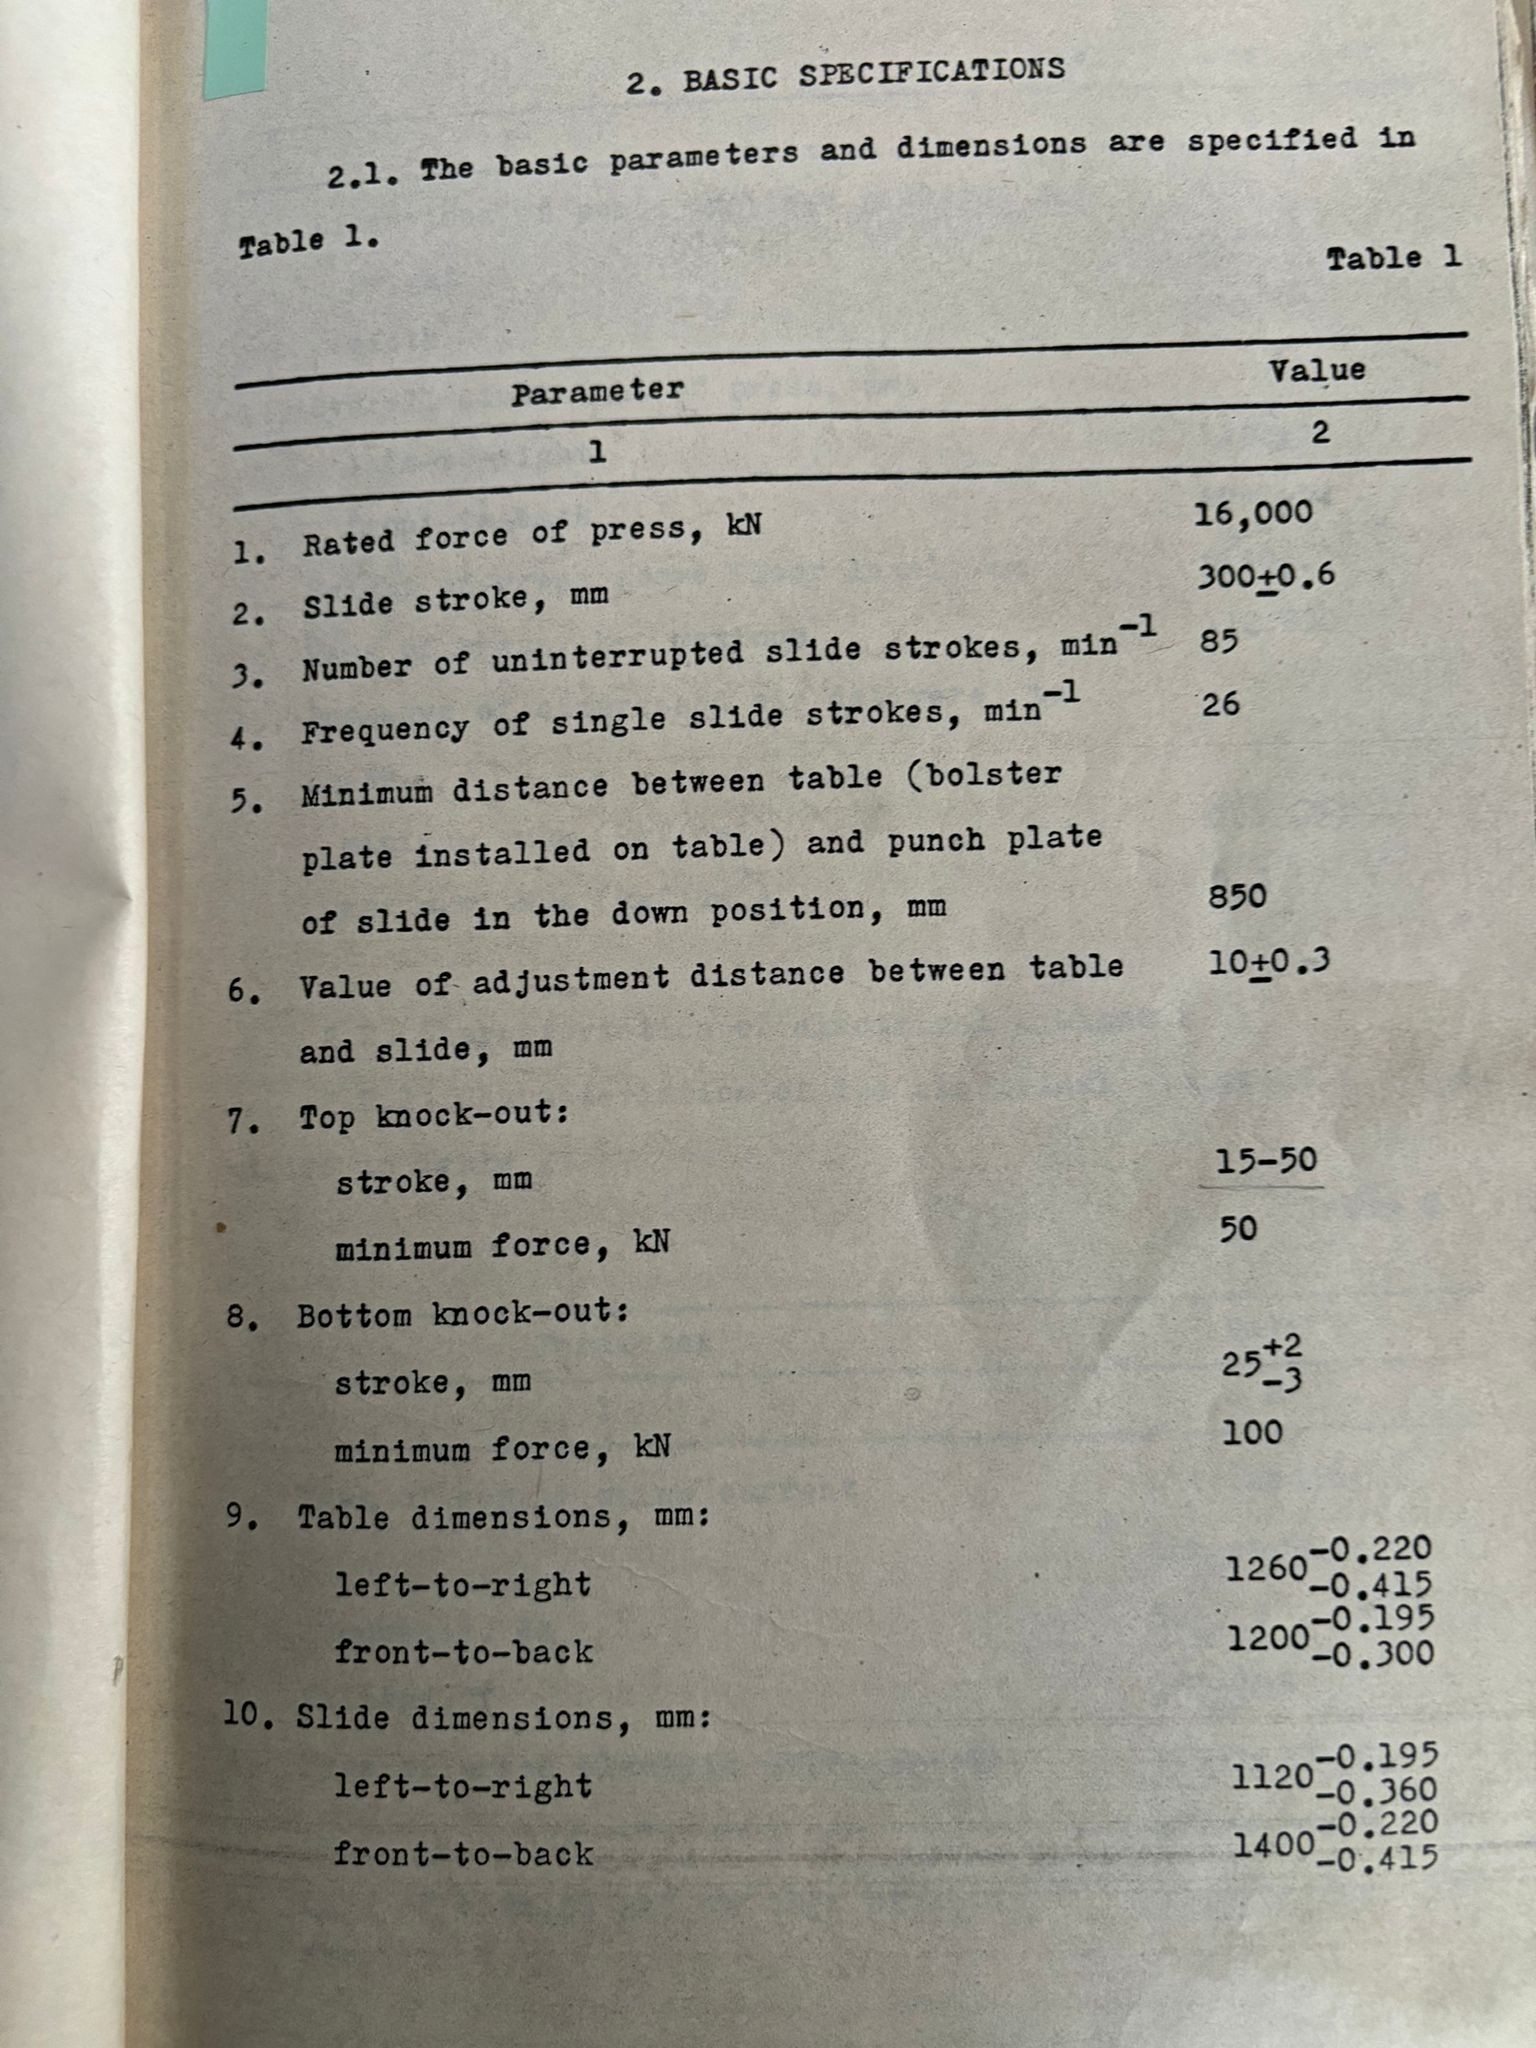 2. BASIC SPECIFICATIONS
2.1. The basic parameters and dimensions are specified in
Table 1.
Table 1
Parameter Value
1 2
1. Rated force of press, kN 16,000
2. Slide stroke, mm 300±0.6
3. Number of uninterrupted slide strokes, min⁻¹ 85
4. Frequency of single slide strokes, min⁻¹ 26
5. Minimum distance between table (bolster
plate installed on table) and punch plate
of slide in the down position, mm 850
6. Value of adjustment distance between table 10±0.3
and slide, mm
7. Top knock-out:
stroke, mm 15-50
minimum force, kN 50
8. Bottom knock-out:
stroke, mm 25 +2 -3
minimum force, kN 100
9. Table dimensions, mm:
left-to-right 1260 -0.220 -0.415
front-to-back 1200 -0.195 -0.300
10. Slide dimensions, mm:
left-to-right 1120 -0.195 -0.360
front-to-back 1400 -0.220 -0.415